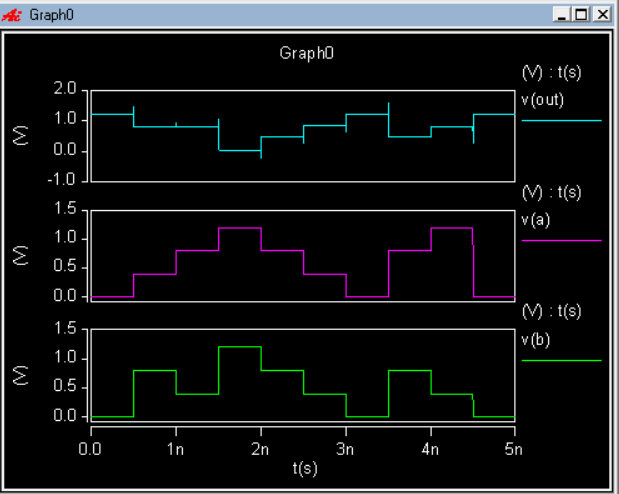 Graph0
Graph0
(V) : t(s)
v(out)
(V)
2.0
1.0
0.0
-1.0
(V) : t(s)
v(a)
(V)
1.5
1.0
0.5
0.0
(V) : t(s)
v(b)
(V)
1.5
1.0
0.5
0.0
0.0 1n 2n 3n 4n 5n
t(s)